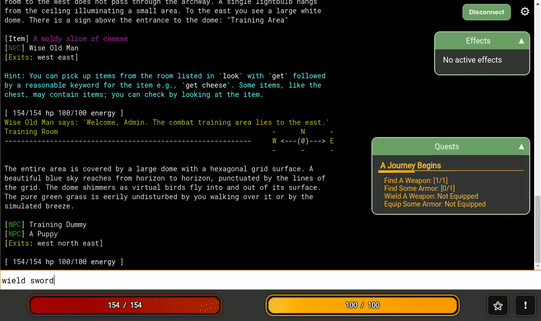 room to the west does not pass through the archway. A single lightbulb hangs
from the ceiling illuminating a small area. To the east you see a large white
dome. There is a sign above the entrance to the dome: "Training Area"
[Item] A moldy slice of cheese
[NPC] Wise Old Man
[Exits: west east]
Hint: You can pick up items from the room listed in 'look' with 'get' followed
by a reasonable keyword for the item e.g., 'get cheese'. Some items, like the
chest, may contain items; you can check by looking at the item.
[ 154/154 hp 100/100 energy ]
Wise Old Man says: 'Welcome, Admin. The combat training area lies to the east.'
Training Room - N -
W <---(@)---> E
- - -
The entire area is covered by a large dome with a hexagonal grid surface. A
beautiful blue sky reaches from horizon to horizon, punctuated by the lines of
the grid. The dome shimmers as virtual birds fly into and out of its surface.
The pure green grass is eerily undisturbed by you walking over it or by the
simulated breeze.
[NPC] Training Dummy
[NPC] A Puppy
[Exits: west north east]
[ 154/154 hp 100/100 energy ]
wield sword
Disconnect
Effects ▲
No active effects
Quests ▲
A Journey Begins
Find A Weapon: [1/1]
Find Some Armor: [0/1]
Wield A Weapon: Not Equipped
Equip Some Armor: Not Equipped
154 / 154
100 / 100
!